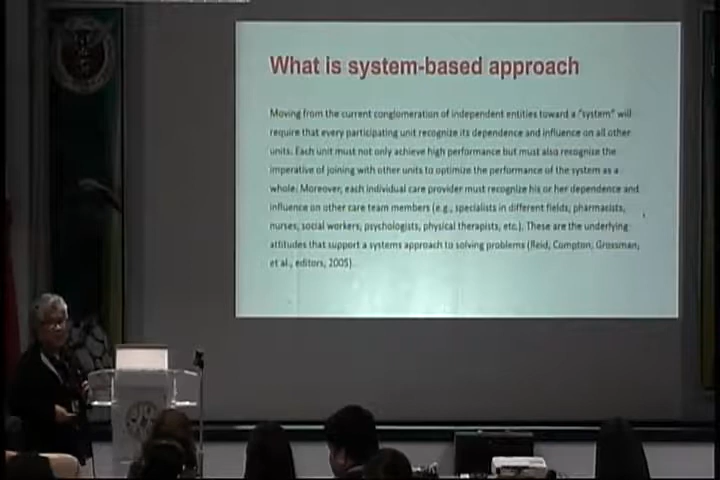 What is system-based approach
Moving from the current conglomeration of independent entities toward a "system" will
require that every participating unit recognize its dependence and influence on all other
units. Each unit must not only achieve high performance but must also recognize the
imperative of joining with other units to optimize the performance of the system as a
whole. Moreover, each individual care provider must recognize his or her dependence and
influence on other care team members (e.g., specialists in different fields, pharmacists,
nurses, social workers, psychologists, physical therapists, etc.). These are the underlying
attitudes that support a systems approach to solving problems (Reid, Compton, Grossman,
et al., editors, 2005).